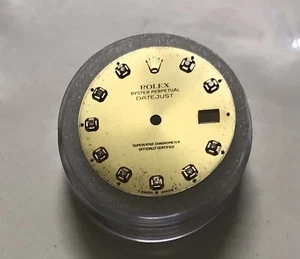 ROLEX
OYSTER PERPETUAL
DATEJUST
SUPERLATIVE CHRONOMETER
OFFICIALLY CERTIFIED